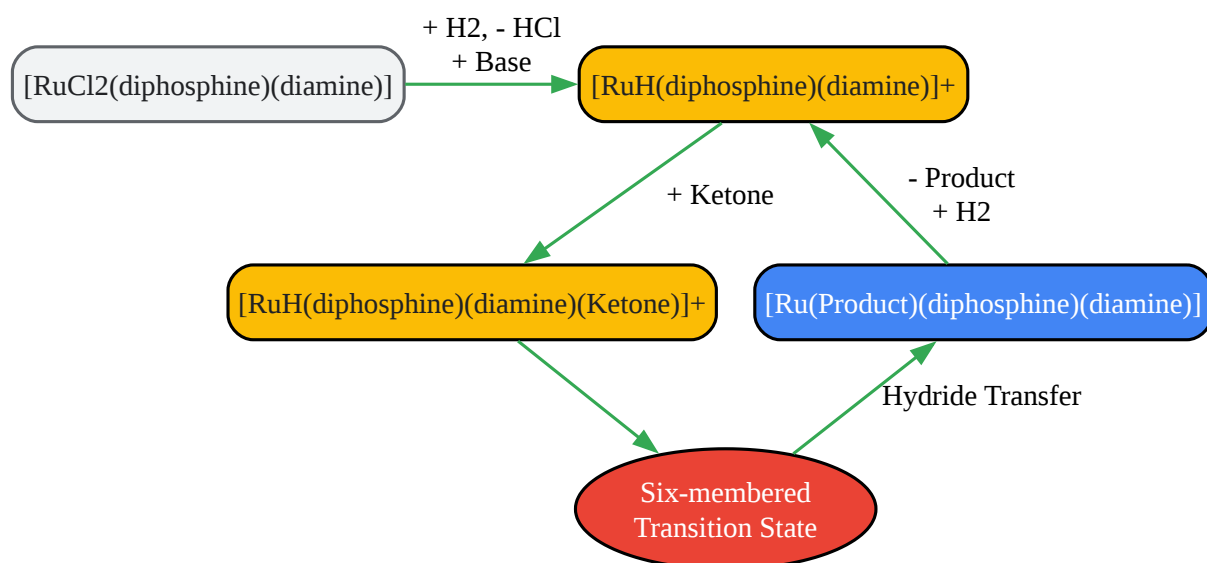 + H2, - HCl
+ Base
[RuCl2(diphosphine)(diamine)]
[RuH(diphosphine)(diamine)]+
- Product
+ H2
+ Ketone
[RuH(diphosphine)(diamine)(Ketone)]+
[Ru(Product)(diphosphine)(diamine)]
Hydride Transfer
Six-membered
Transition State